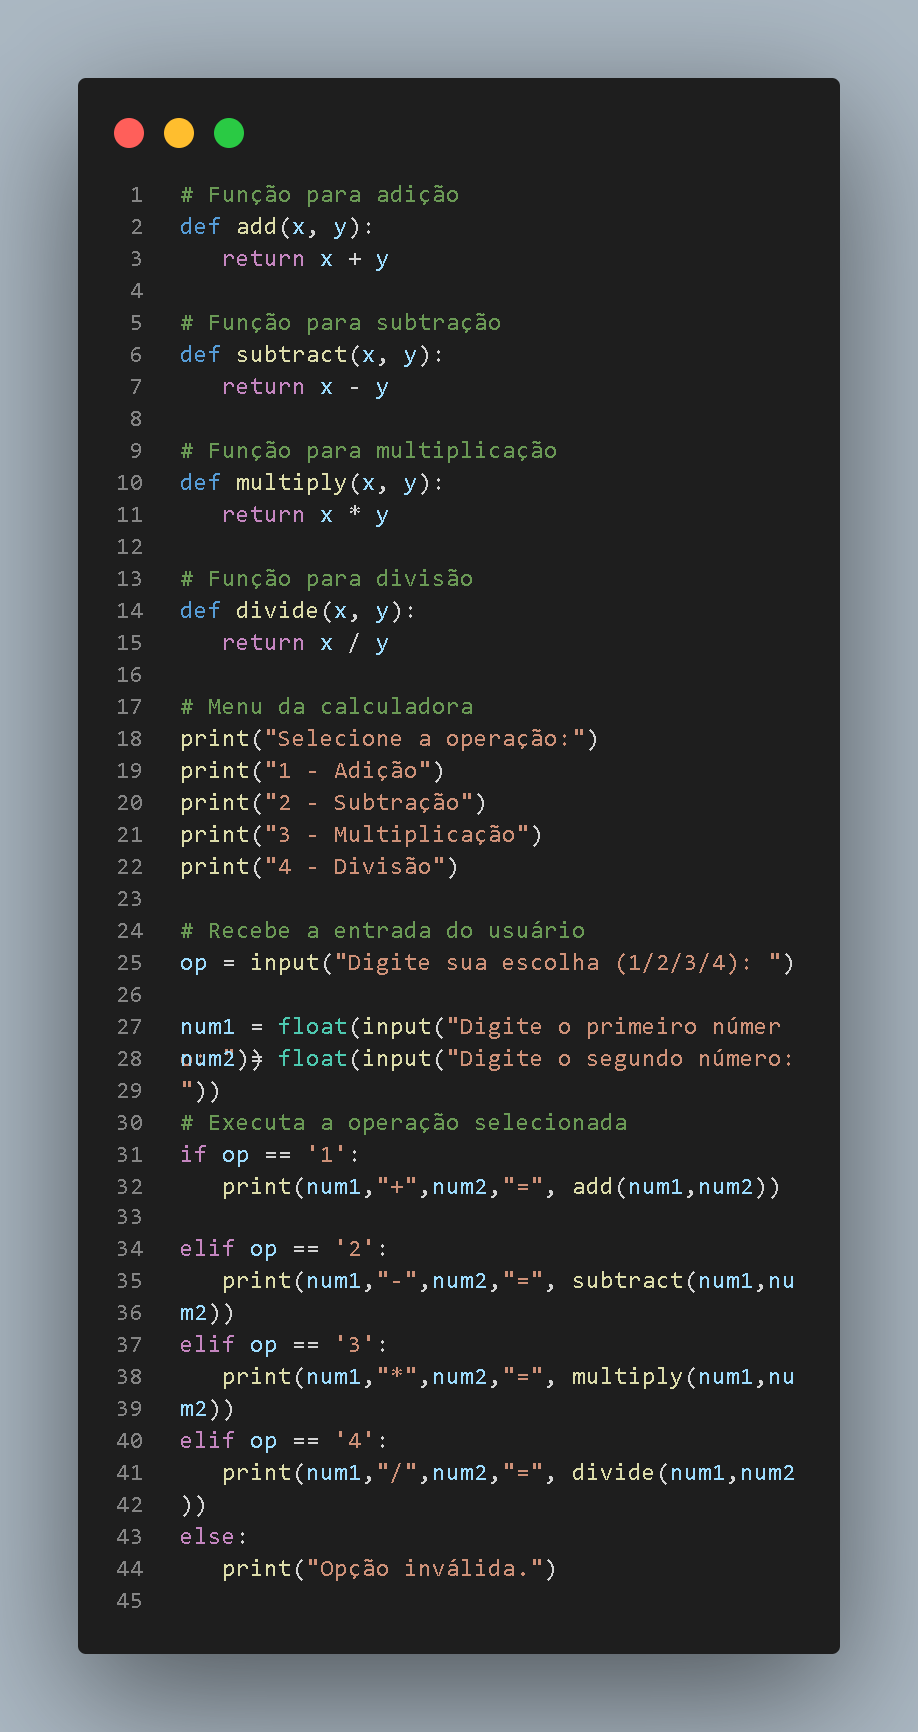 1 # Função para adição
2 def add(x, y):
3    return x + y
4
5 # Função para subtração
6 def subtract(x, y):
7    return x - y
8
9 # Função para multiplicação
10 def multiply(x, y):
11    return x * y
12
13 # Função para divisão
14 def divide(x, y):
15    return x / y
16
17 # Menu da calculadora
18 print("Selecione a operação:")
19 print("1 - Adição")
20 print("2 - Subtração")
21 print("3 - Multiplicação")
22 print("4 - Divisão")
23
24 # Recebe a entrada do usuário
25 op = input("Digite sua escolha (1/2/3/4): ")
26
27 num1 = float(input("Digite o primeiro númer
28 num2 = float(input("Digite o segundo número:
29 "))
30 # Executa a operação selecionada
31 if op == '1':
32    print(num1,"+",num2,"=", add(num1,num2))
33
34 elif op == '2':
35    print(num1,"-",num2,"=", subtract(num1,nu
36 m2))
37 elif op == '3':
38    print(num1,"*",num2,"=", multiply(num1,nu
39 m2))
40 elif op == '4':
41    print(num1,"/",num2,"=", divide(num1,num2
42 ))
43 else:
44    print("Opção inválida.")
45